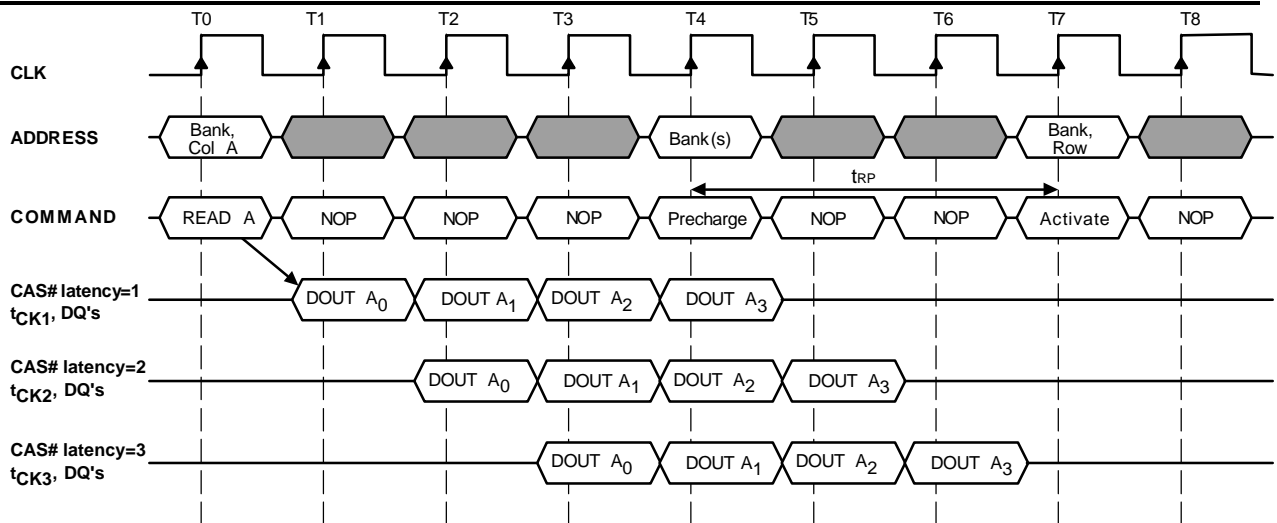 T0 T1 T2 T3 T4 T5 T6 T7 T8
CLK
ADDRESS
Bank, Col A
Bank(s)
Bank, Row
tRP
COMMAND
READ A NOP NOP NOP Precharge NOP NOP Activate NOP
CAS# latency=1
tCK1, DQ's
DOUT A0 DOUT A1 DOUT A2 DOUT A3
CAS# latency=2
tCK2, DQ's
DOUT A0 DOUT A1 DOUT A2 DOUT A3
CAS# latency=3
tCK3, DQ's
DOUT A0 DOUT A1 DOUT A2 DOUT A3